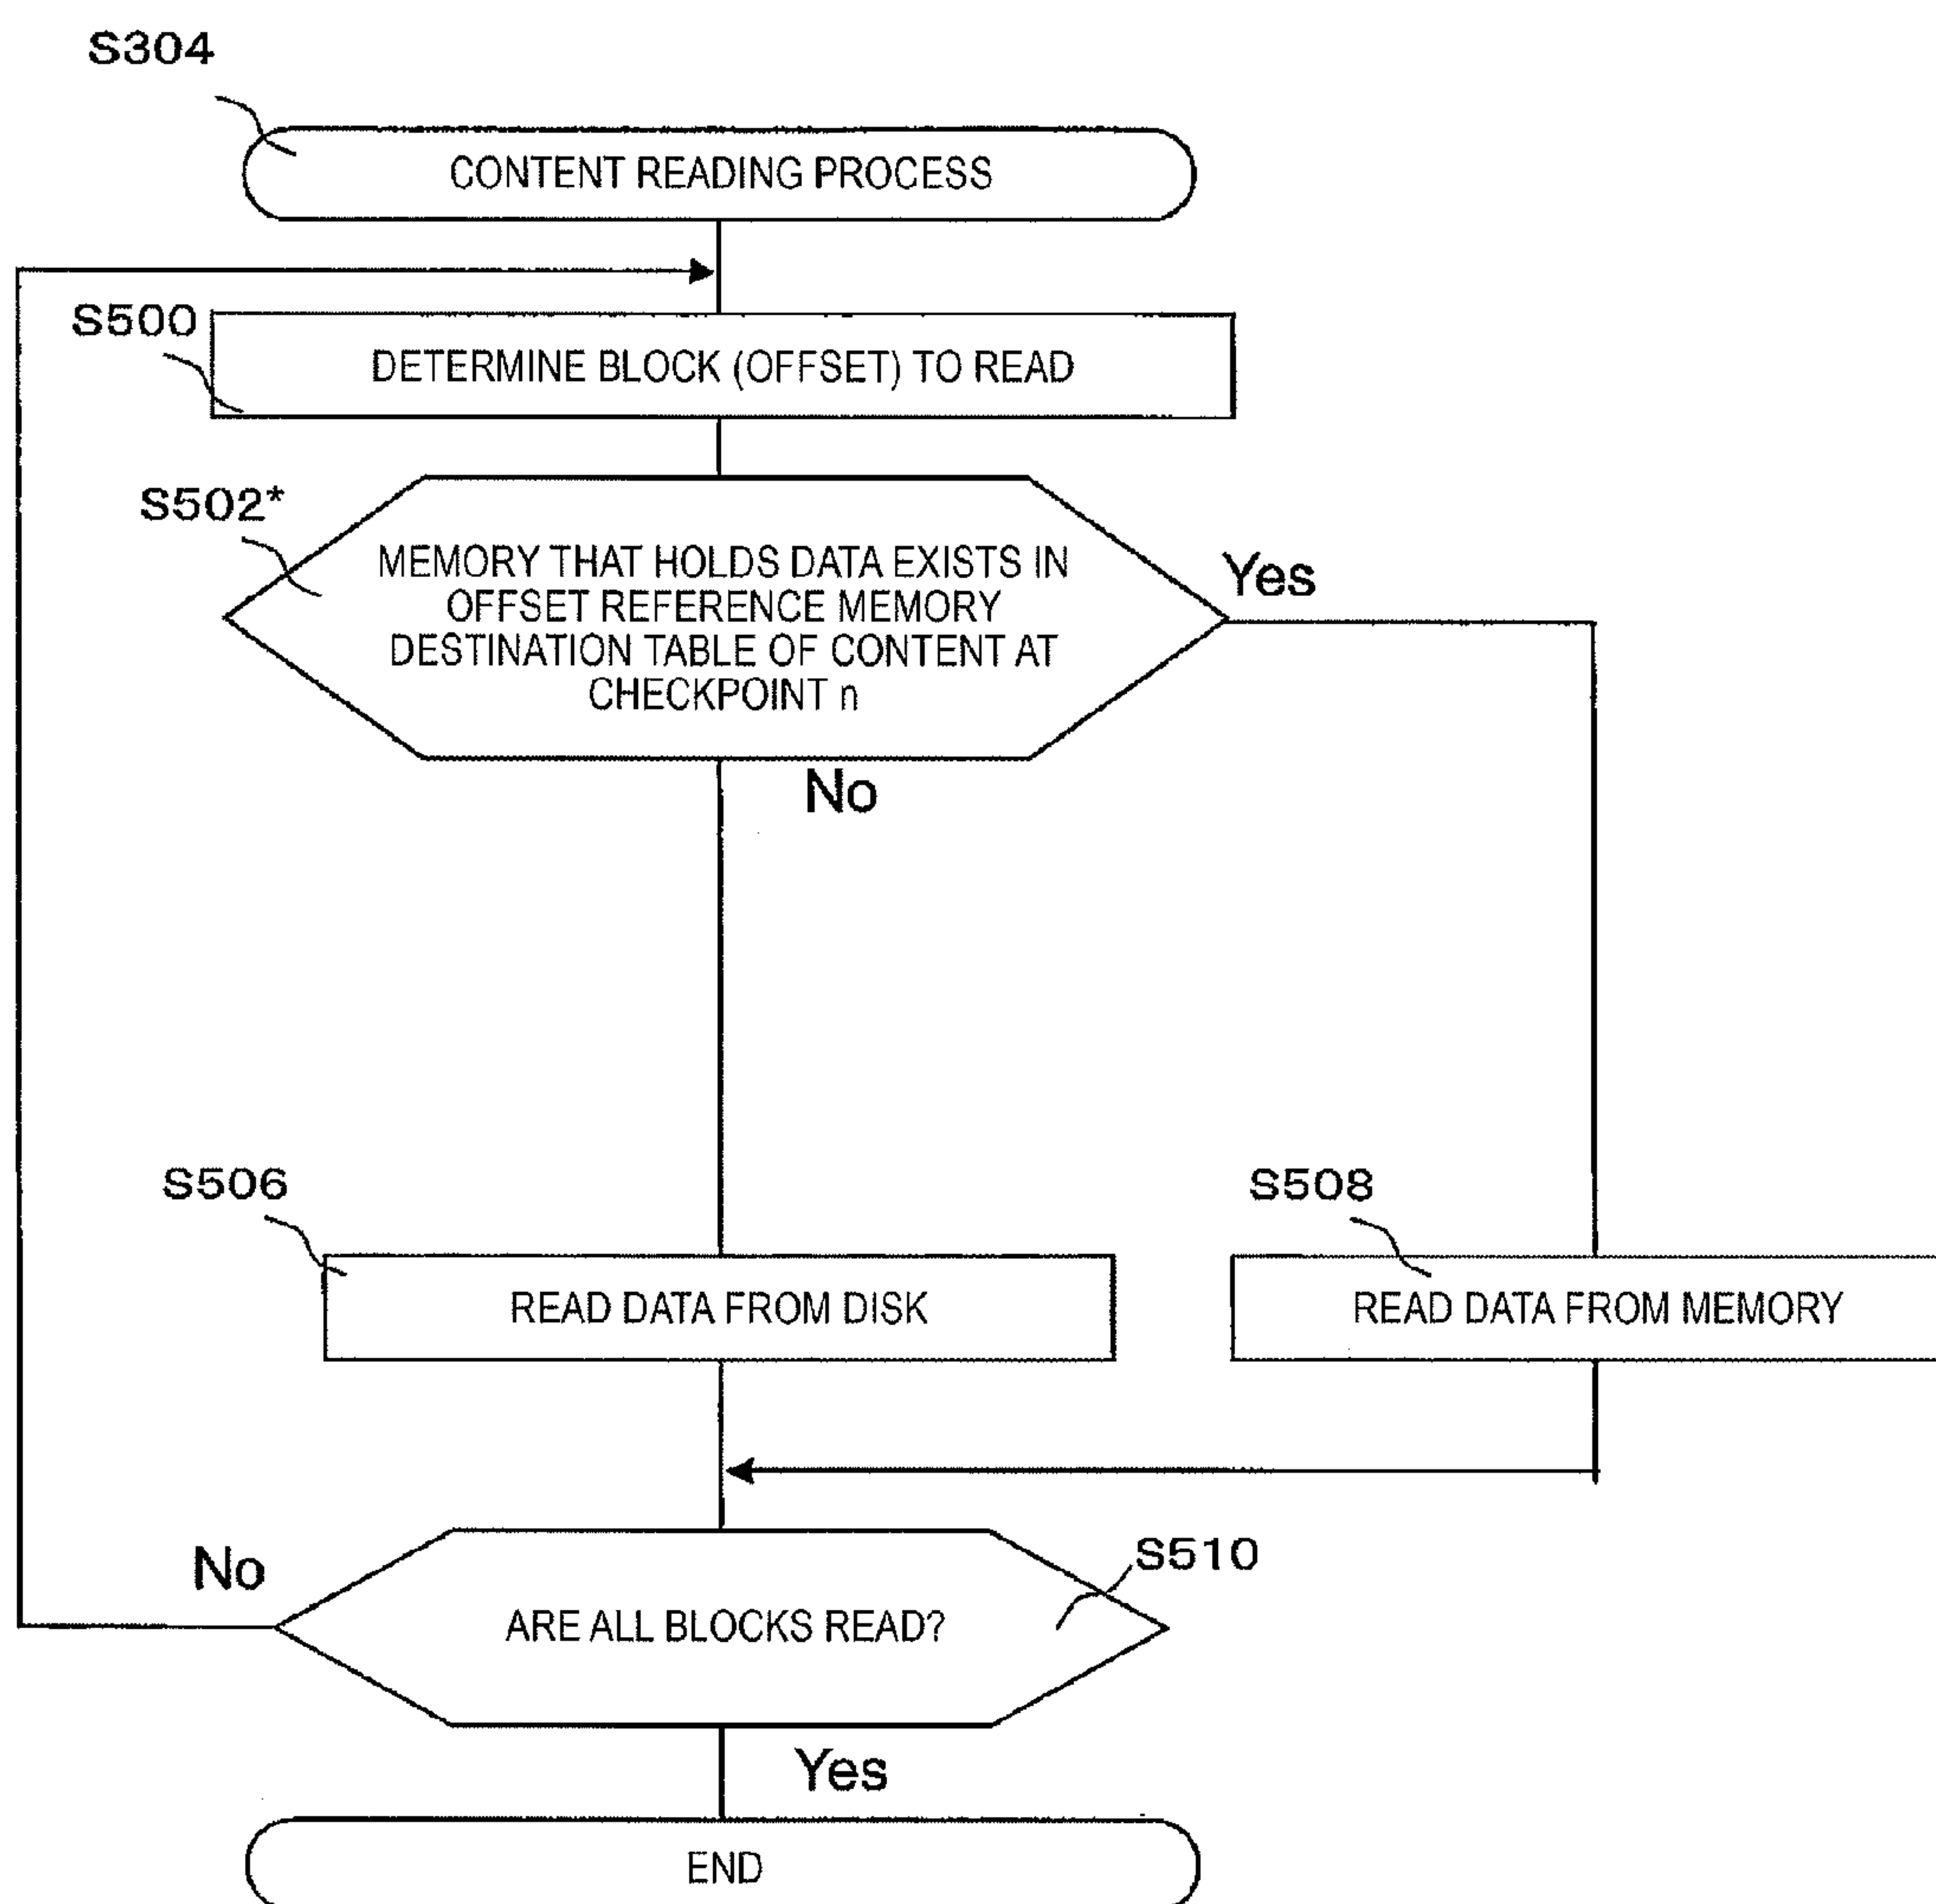 S304
CONTENT READING PROCESS
S500
DETERMINE BLOCK (OFFSET) TO READ
S502*
MEMORY THAT HOLDS DATA EXISTS IN
OFFSET REFERENCE MEMORY
DESTINATION TABLE OF CONTENT AT
CHECKPOINT n
Yes
No
S506
S508
READ DATA FROM DISK
READ DATA FROM MEMORY
No
S510
ARE ALL BLOCKS READ?
Yes
END